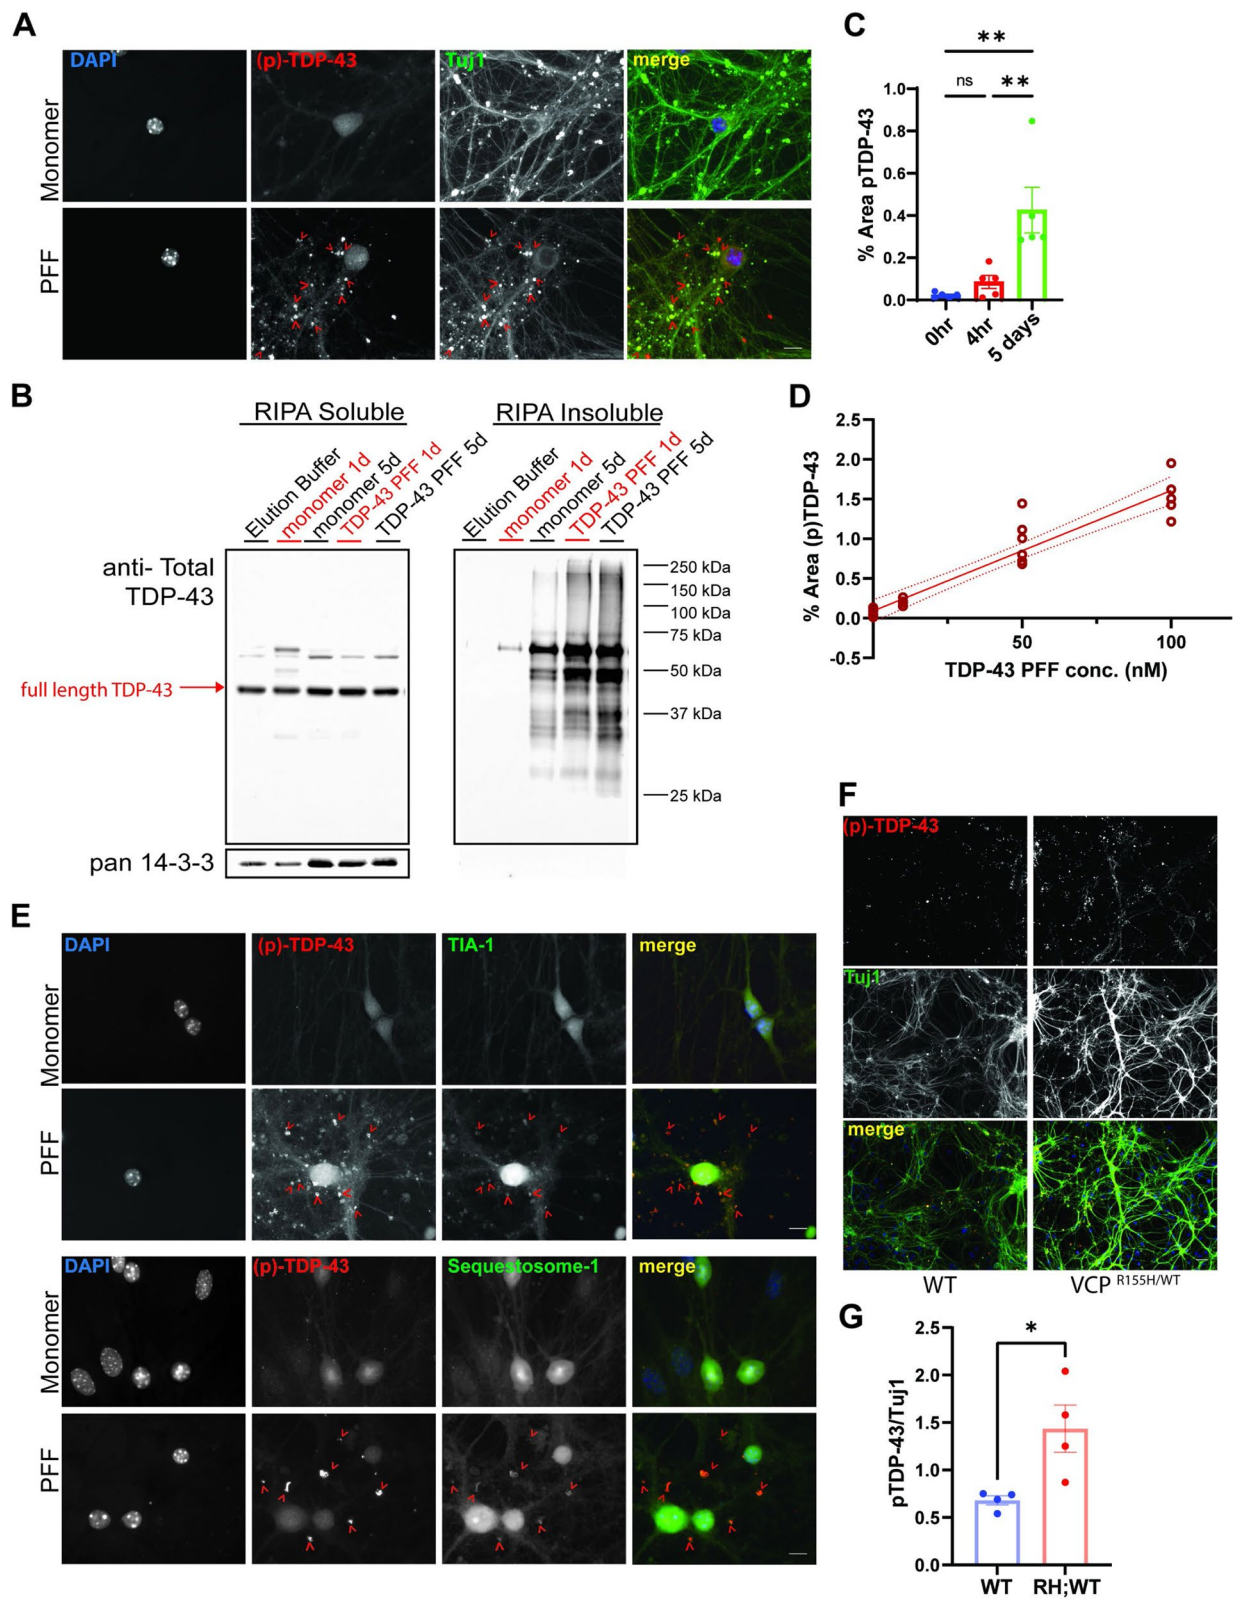 A
DAPI
(p)-TDP-43
Tuj1
merge
Monomer
PFF
C
**
ns
**
% Area pTDP-43
1.0
0.8
0.6
0.4
0.2
0.0
0hr
4hr
5 days
B
RIPA Soluble
RIPA Insoluble
Elution Buffer
monomer 1d
monomer 5d
TDP-43 PFF 1d
TDP-43 PFF 5d
Elution Buffer
monomer 1d
monomer 5d
TDP-43 PFF 1d
TDP-43 PFF 5d
anti- Total
TDP-43
full length TDP-43
250 kDa
150 kDa
100 kDa
75 kDa
50 kDa
37 kDa
25 kDa
pan 14-3-3
D
% Area (p)TDP-43
2.5
2.0
1.5
1.0
0.5
0.0
-0.5
50
100
TDP-43 PFF conc. (nM)
E
DAPI
(p)-TDP-43
TIA-1
merge
Monomer
PFF
DAPI
(p)-TDP-43
Sequestosome-1
merge
Monomer
PFF
F
(p)-TDP-43
Tuj1
merge
WT
VCP R155H/WT
G
*
pTDP-43/Tuj1
2.5
2.0
1.5
1.0
0.5
0.0
WT
RH;WT